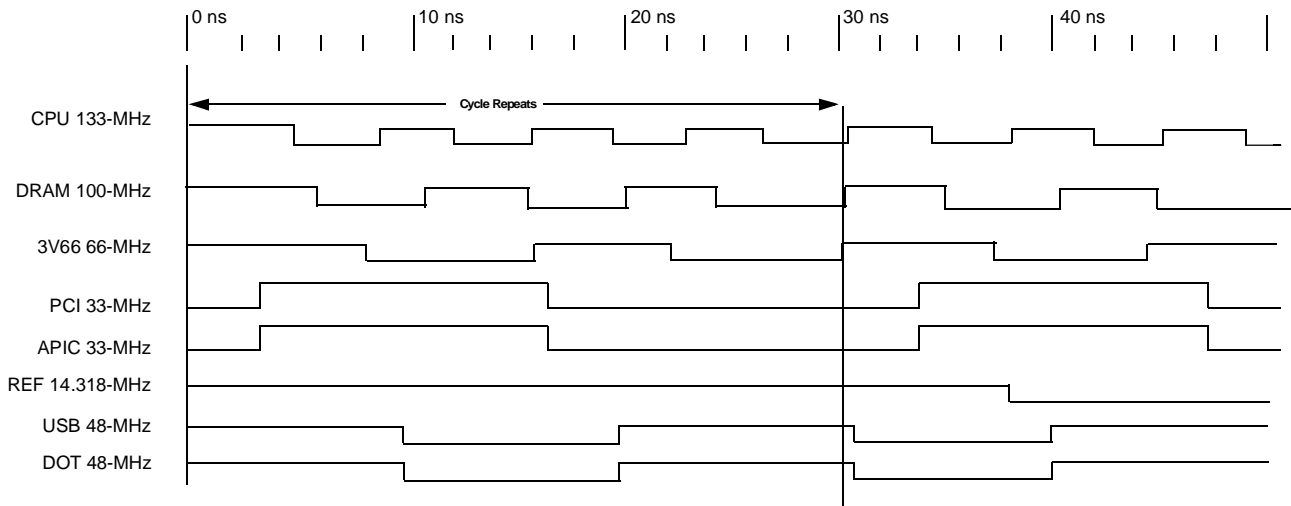 0 ns 10 ns 20 ns 30 ns 40 ns
Cycle Repeats
CPU 133-MHz
DRAM 100-MHz
3V66 66-MHz
PCI 33-MHz
APIC 33-MHz
REF 14.318-MHz
USB 48-MHz
DOT 48-MHz